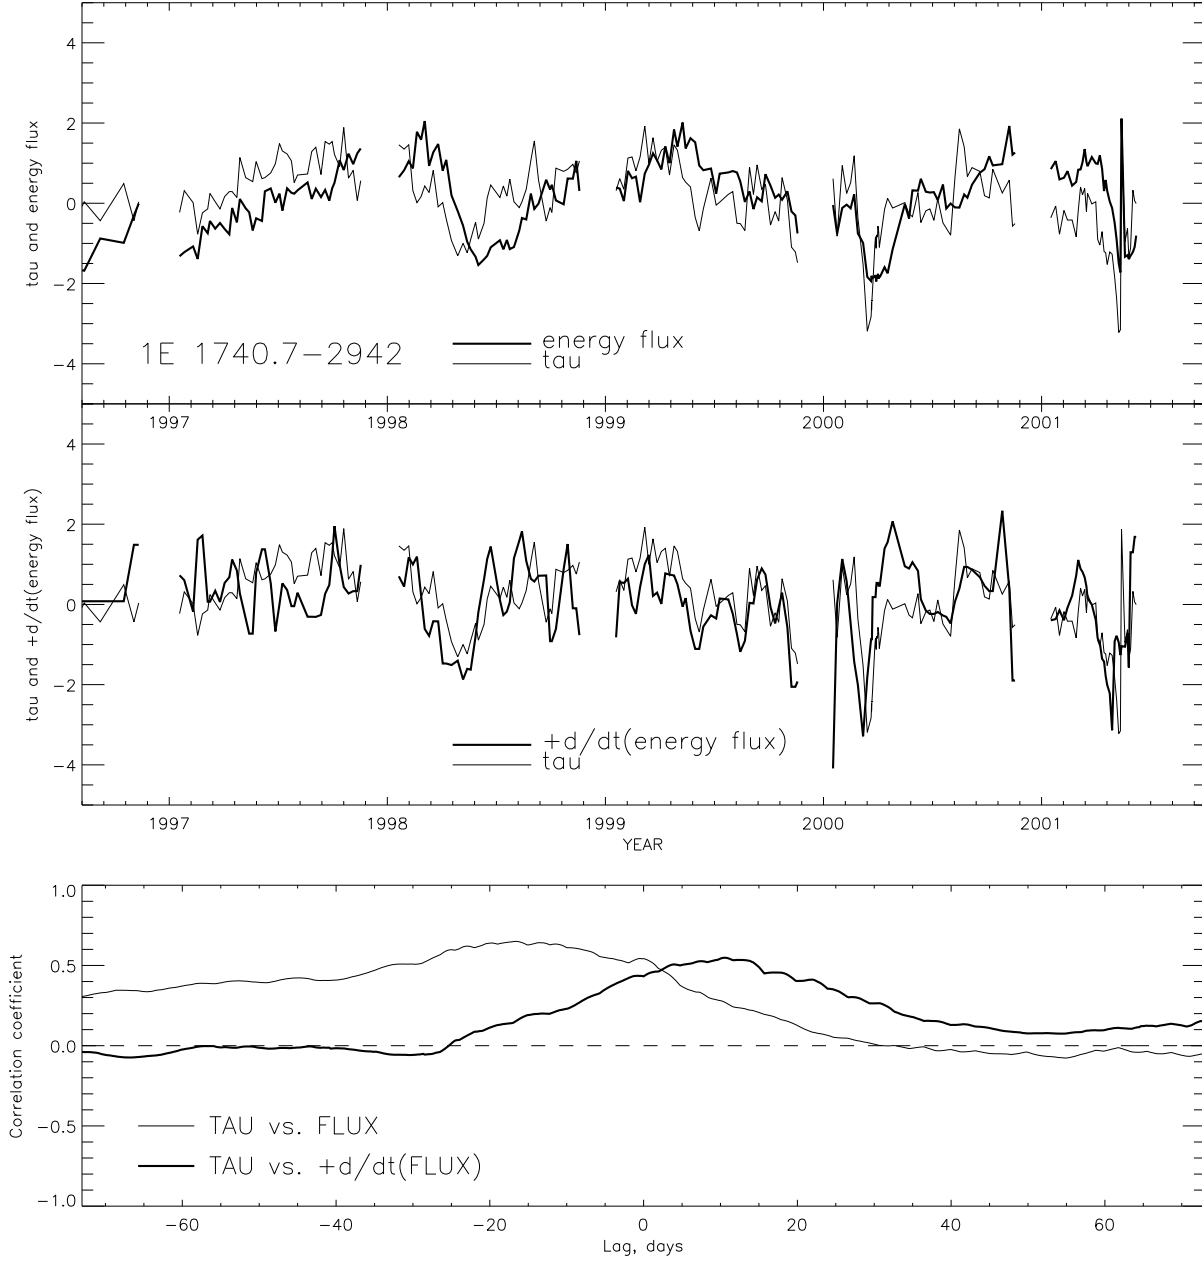 tau and energy flux
4
2
0
−2
−4
1E 1740.7−2942
energy flux
tau
1997 1998 1999 2000 2001
tau and +d/dt(energy flux)
4
2
0
−2
−4
+d/dt(energy flux)
tau
1997 1998 1999 2000 2001
YEAR
Correlation coefficient
1.0
0.5
0.0
−0.5
−1.0
TAU vs. FLUX
TAU vs. +d/dt(FLUX)
−60 −40 −20 0 20 40 60
Lag, days